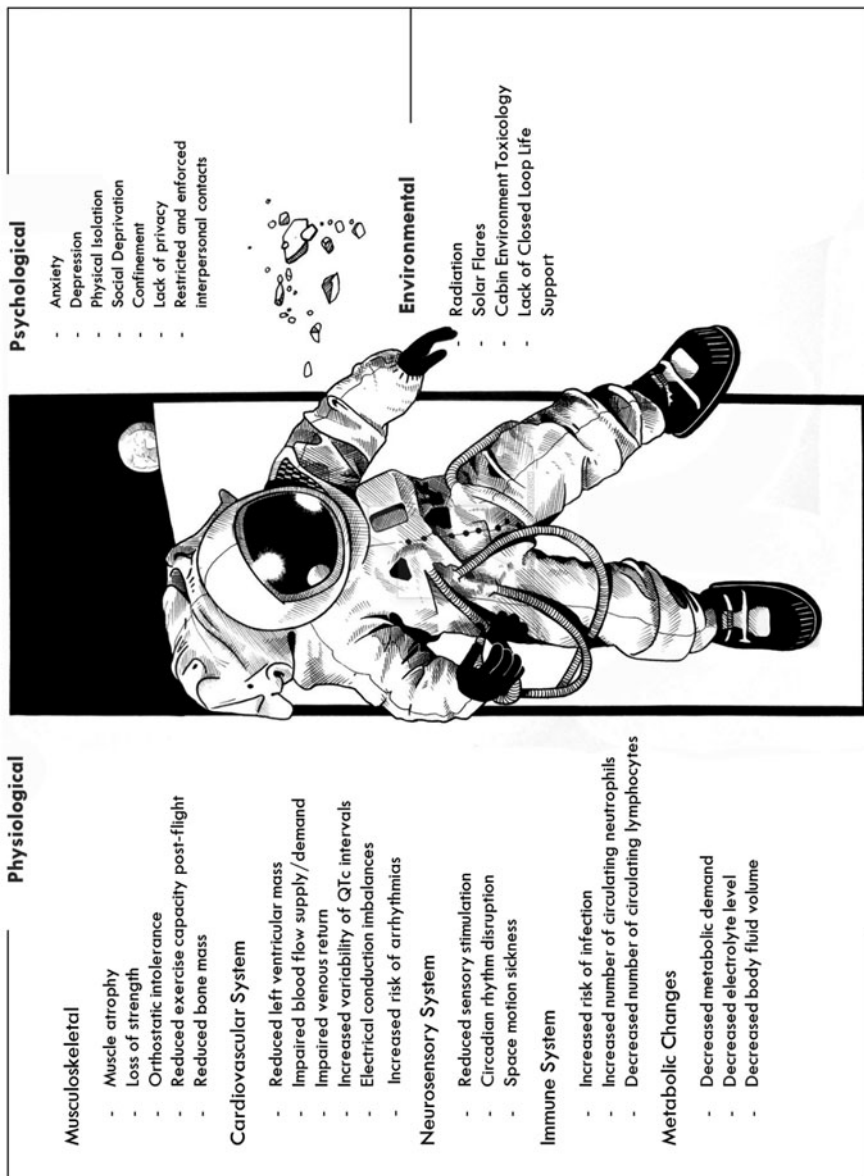 Physiological
Musculoskeletal
- Muscle atrophy
- Loss of strength
- Orthostatic intolerance
- Reduced exercise capacity post-flight
- Reduced bone mass
Cardiovascular System
- Reduced left ventricular mass
- Impaired blood flow supply/demand
- Impaired venous return
- Increased variability of QTc intervals
- Electrical conduction imbalances
- Increased risk of arrhythmias
Neurosensory System
- Reduced sensory stimulation
- Circadian rhythm disruption
- Space motion sickness
Immune System
- Increased risk of infection
- Increased number of circulating neutrophils
- Decreased number of circulating lymphocytes
Metabolic Changes
- Decreased metabolic demand
- Decreased electrolyte level
- Decreased body fluid volume
Psychological
- Anxiety
- Depression
- Physical Isolation
- Social Deprivation
- Confinement
- Lack of privacy
- Restricted and enforced
interpersonal contacts
Environmental
- Radiation
- Solar Flares
- Cabin Environment Toxicology
- Lack of Closed Loop Life
Support